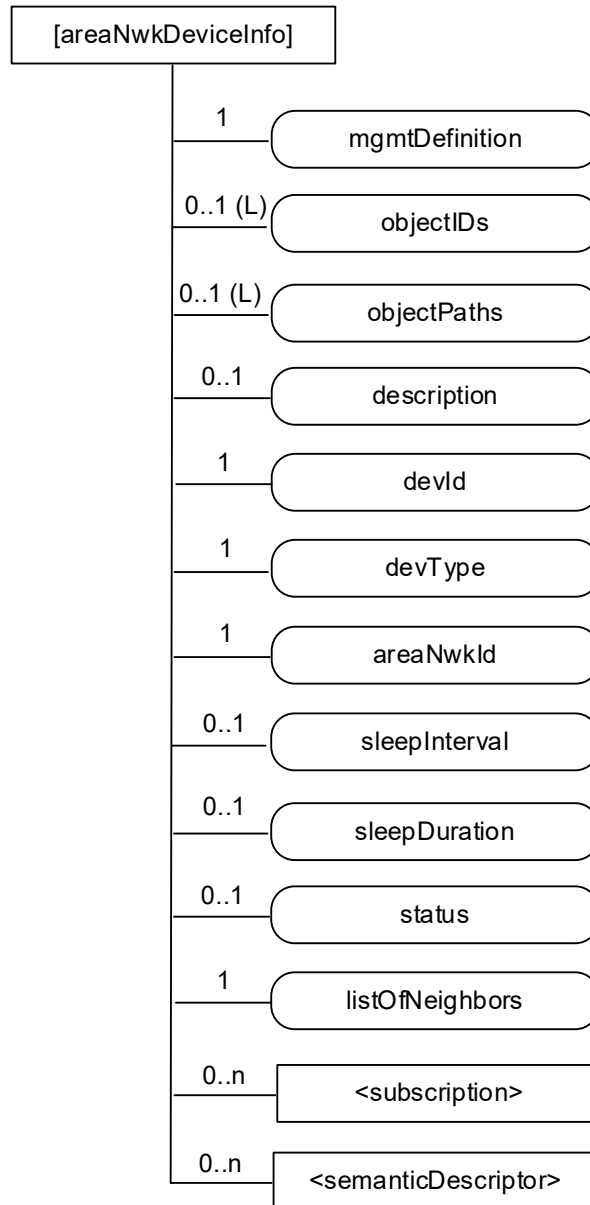 [areaNwkDeviceInfo]
1
mgmtDefinition
0..1 (L)
objectIDs
0..1 (L)
objectPaths
0..1
description
1
devId
1
devType
1
areaNwkId
0..1
sleepInterval
0..1
sleepDuration
0..1
status
1
listOfNeighbors
0..n
<subscription>
0..n
<semanticDescriptor>